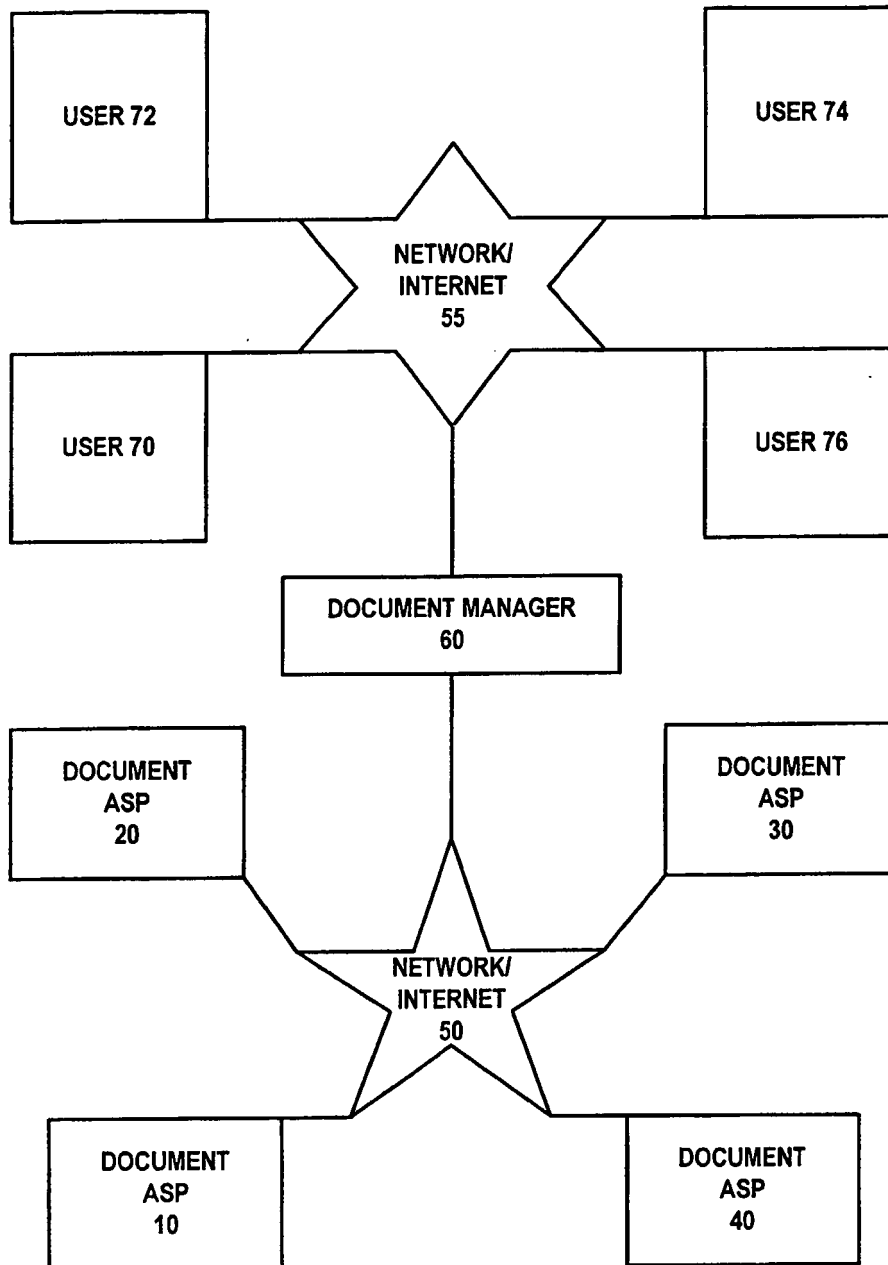 USER 72
USER 74
NETWORK/
INTERNET
55
USER 70
USER 76
DOCUMENT MANAGER
60
DOCUMENT
ASP
20
DOCUMENT
ASP
30
NETWORK/
INTERNET
50
DOCUMENT
ASP
10
DOCUMENT
ASP
40